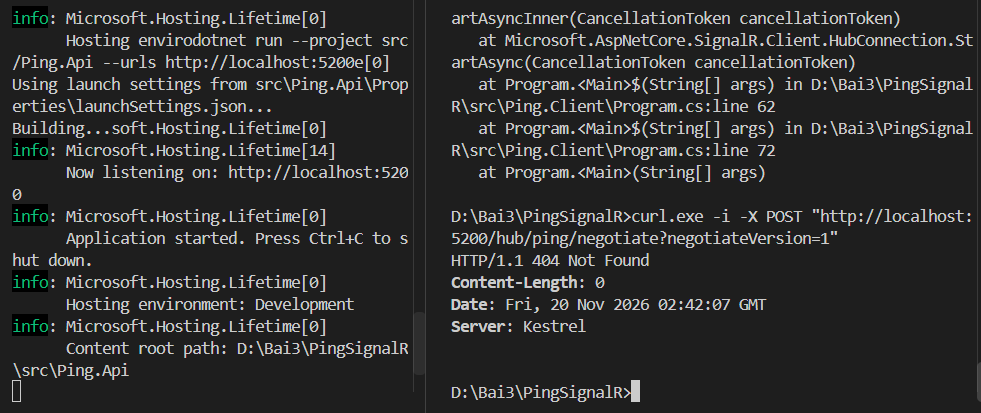 info: Microsoft.Hosting.Lifetime[0]
      Hosting envirodotnet run --project src
/Ping.Api --urls http://localhost:5200e[0]
Using launch settings from src\Ping.Api\Prop
erties\launchSettings.json...
Building...soft.Hosting.Lifetime[0]
info: Microsoft.Hosting.Lifetime[14]
      Now listening on: http://localhost:520
0
info: Microsoft.Hosting.Lifetime[0]
      Application started. Press Ctrl+C to s
hut down.
info: Microsoft.Hosting.Lifetime[0]
      Hosting environment: Development
info: Microsoft.Hosting.Lifetime[0]
      Content root path: D:\Bai3\PingSignalR
\src\Ping.Api
artAsyncInner(CancellationToken cancellationToken)
   at Microsoft.AspNetCore.SignalR.Client.HubConnection.St
artAsync(CancellationToken cancellationToken)
   at Program.<Main>$(String[] args) in D:\Bai3\PingSignal
R\src\Ping.Client\Program.cs:line 62
   at Program.<Main>$(String[] args) in D:\Bai3\PingSignal
R\src\Ping.Client\Program.cs:line 72
   at Program.<Main>(String[] args)
D:\Bai3\PingSignalR>curl.exe -i -X POST "http://localhost:
5200/hub/ping/negotiate?negotiateVersion=1"
HTTP/1.1 404 Not Found
Content-Length: 0
Date: Fri, 20 Nov 2026 02:42:07 GMT
Server: Kestrel
D:\Bai3\PingSignalR>